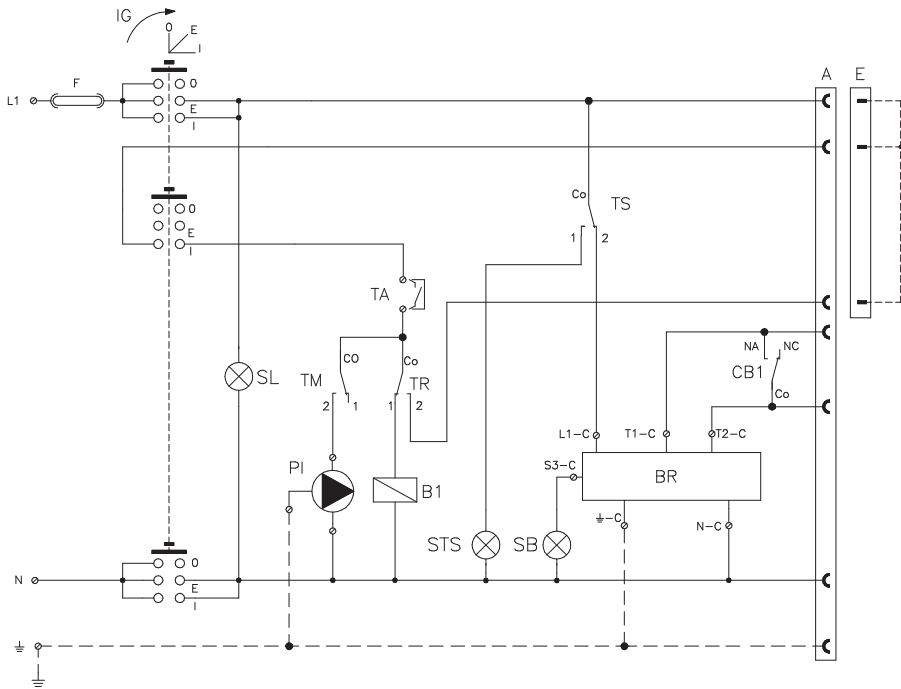 IG
0
E
I
A
E
F
0
L1
E
I
Co
TS
0
1
2
E
I
TA
NA
NC
CO
Co
CB1
SL
TM
TR
Co
2
1
1
2
L1-C
T1-C
T2-C
PI
S3-C
BR
B1
⏚-C
N-C
STS
SB
0
N
E
I